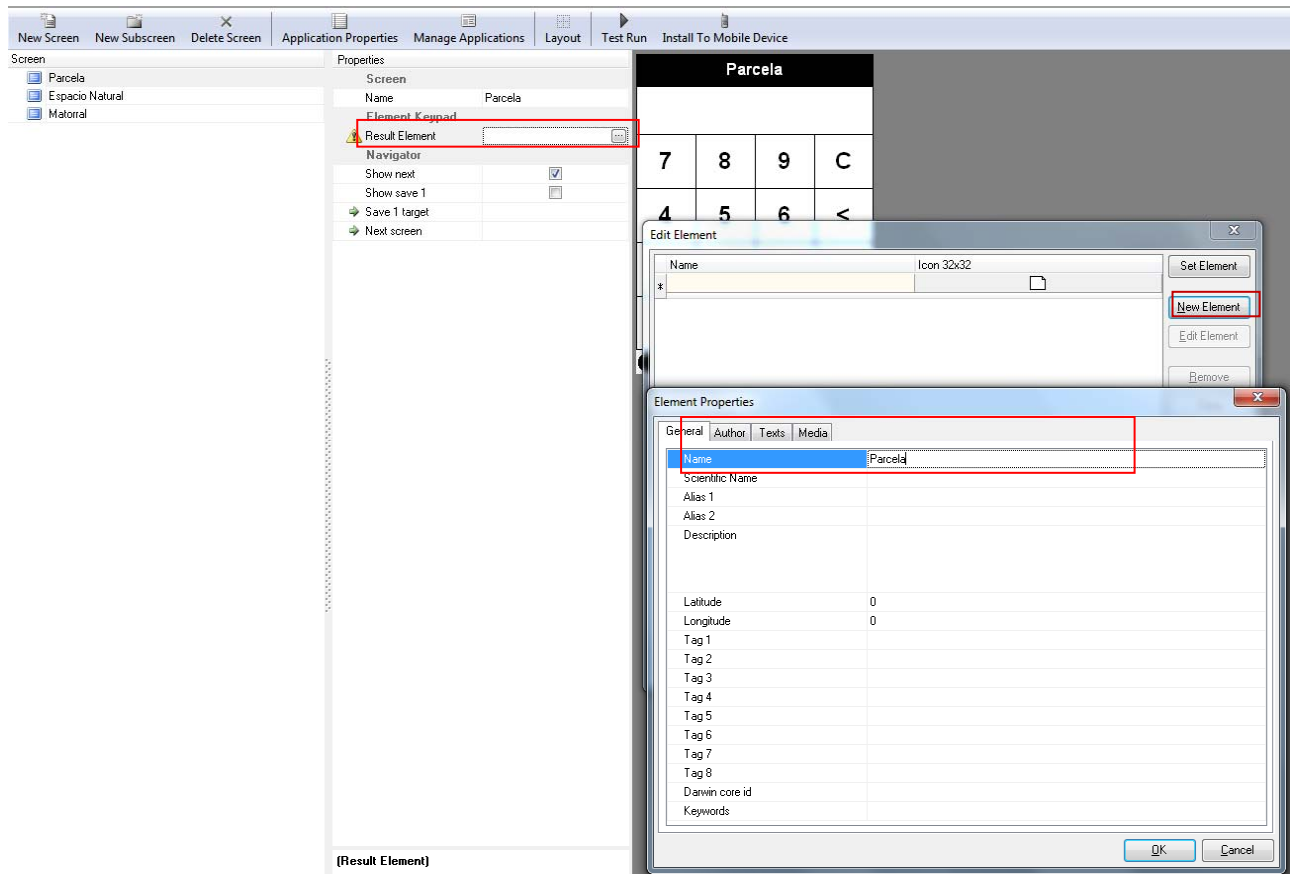 New Screen New Subscreen Delete Screen Application Properties Manage Applications Layout Test Run Install To Mobile Device
Screen
Parcela
Espacio Natural
Matorral
Properties
Screen
Name Parcela
Element Keypad
Result Element ...
Navigator
Show next
Show save 1
Save 1 target
Next screen
(Result Element)
Parcela
7 8 9 C
4 5 6 <
Edit Element
Name Icon 32x32
*
Set Element
New Element
Edit Element
Remove
Element Properties
General Author Texts Media
Name Parcela
Scientific Name
Alias 1
Alias 2
Description
Latitude 0
Longitude 0
Tag 1
Tag 2
Tag 3
Tag 4
Tag 5
Tag 6
Tag 7
Tag 8
Darwin core id
Keywords
OK Cancel